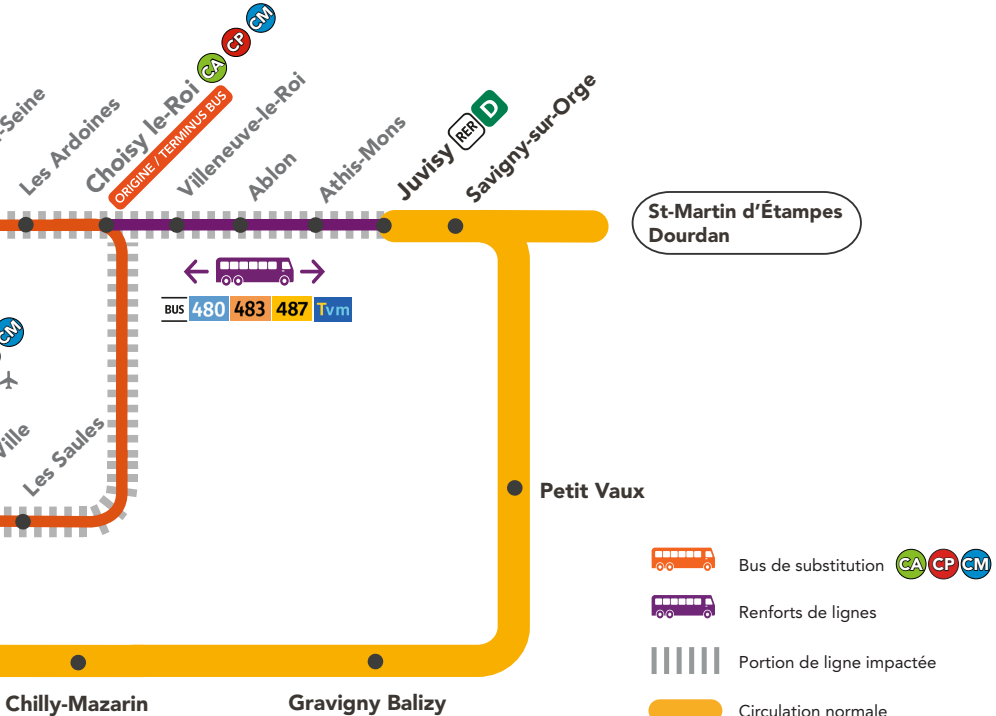 -Seine
Les Ardoines
Choisy le-Roi CA CP CM
ORIGINE / TERMINUS BUS
Villeneuve-le-Roi
Ablon
Athis-Mons
Juvisy RER D
Savigny-sur-Orge
St-Martin d'Étampes
Dourdan
BUS 480 483 487 Tvm
CM
Ville
Les Saules
Petit Vaux
Bus de substitution CA CP CM
Renforts de lignes
Portion de ligne impactée
Circulation normale
Chilly-Mazarin
Gravigny Balizy